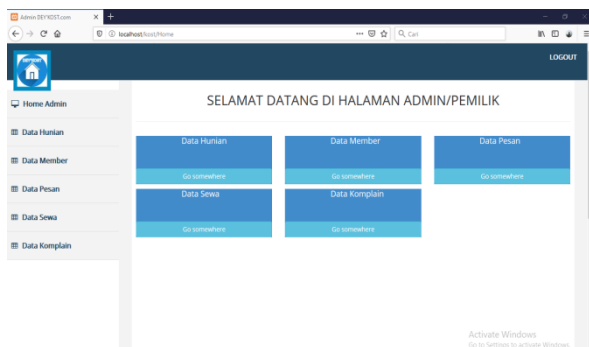 Admin DEY'KOST.com
localhost/kost/Home
Cari
LOGOUT
SELAMAT DATANG DI HALAMAN ADMIN/PEMILIK
Home Admin
Data Hunian
Data Member
Data Pesan
Data Sewa
Data Komplain
Data Hunian
Go somewhere
Data Member
Go somewhere
Data Pesan
Go somewhere
Data Sewa
Go somewhere
Data Komplain
Go somewhere
Activate Windows
Go to Settings to activate Windows.